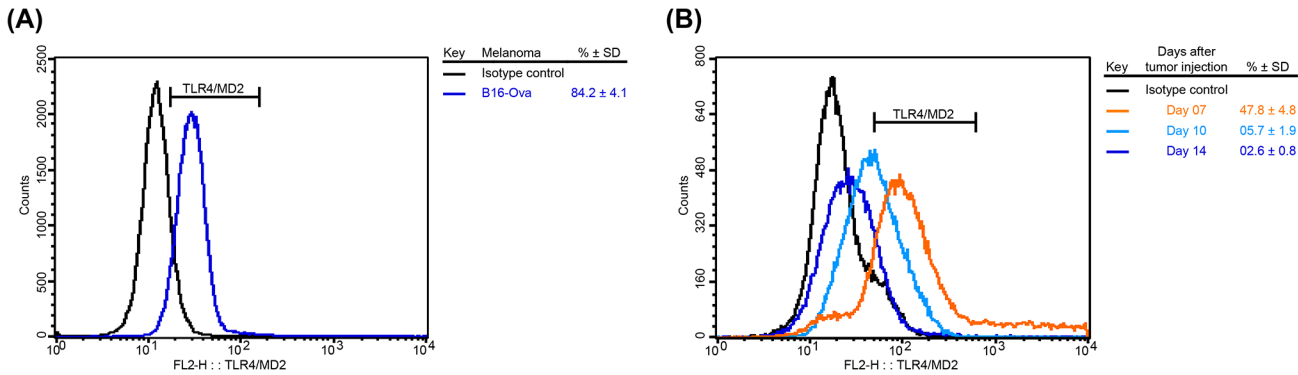 (A)
2500
2000
1500
1000
500
0
Counts
TLR4/MD2
10^0 10^1 10^2 10^3 10^4
FL2-H : : TLR4/MD2
Key Melanoma % ± SD
Isotype control
B16-Ova 84.2 ± 4.1
(B)
800
640
480
320
160
0
Counts
TLR4/MD2
10^0 10^1 10^2 10^3 10^4
FL2-H : : TLR4/MD2
Days after
Key tumor injection % ± SD
Isotype control
Day 07 47.8 ± 4.8
Day 10 05.7 ± 1.9
Day 14 02.6 ± 0.8